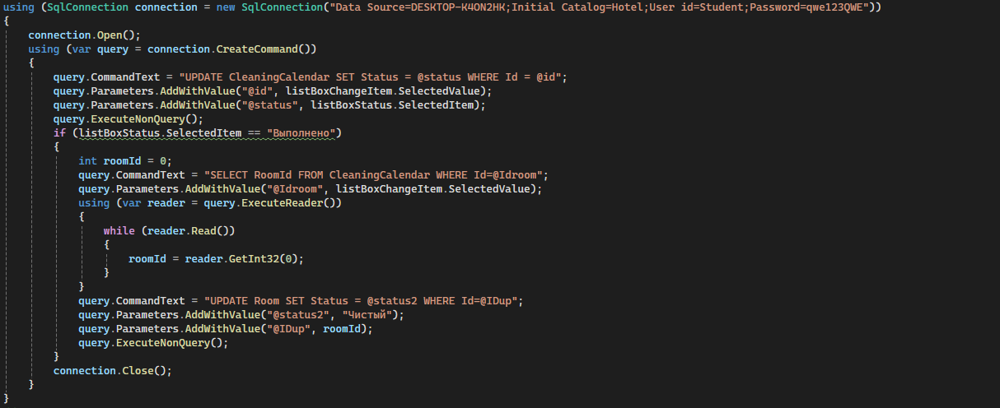 using (SqlConnection connection = new SqlConnection("Data Source=DESKTOP-K4ON2HK;Initial Catalog=Hotel;User id=Student;Password=qwe123QWE"))
{
connection.Open();
using (var query = connection.CreateCommand())
{
query.CommandText = "UPDATE CleaningCalendar SET Status = @status WHERE Id = @id";
query.Parameters.AddWithValue("@id", listBoxChangeItem.SelectedValue);
query.Parameters.AddWithValue("@status", listBoxStatus.SelectedItem);
query.ExecuteNonQuery();
if (listBoxStatus.SelectedItem == "Выполнено")
{
int roomId = 0;
query.CommandText = "SELECT RoomId FROM CleaningCalendar WHERE Id=@Idroom";
query.Parameters.AddWithValue("@Idroom", listBoxChangeItem.SelectedValue);
using (var reader = query.ExecuteReader())
{
while (reader.Read())
{
roomId = reader.GetInt32(0);
}
}
query.CommandText = "UPDATE Room SET Status = @status2 WHERE Id=@IDup";
query.Parameters.AddWithValue("@status2", "Чистый");
query.Parameters.AddWithValue("@IDup", roomId);
query.ExecuteNonQuery();
}
connection.Close();
}
}